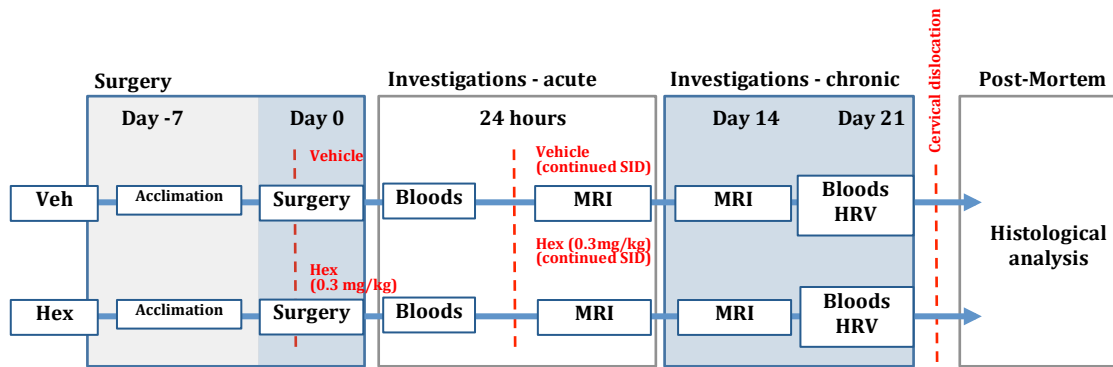 Surgery
Investigations - acute
Investigations - chronic
Cervical dislocation
Post-Mortem
Day -7
Day 0
24 hours
Day 14
Day 21
Vehicle
Vehicle
(continued SID)
Veh
Acclimation
Surgery
Bloods
MRI
MRI
Bloods
HRV
Histological
analysis
Hex
(0.3 mg/kg)
Hex (0.3mg/kg)
(continued SID)
Hex
Acclimation
Surgery
Bloods
MRI
MRI
Bloods
HRV